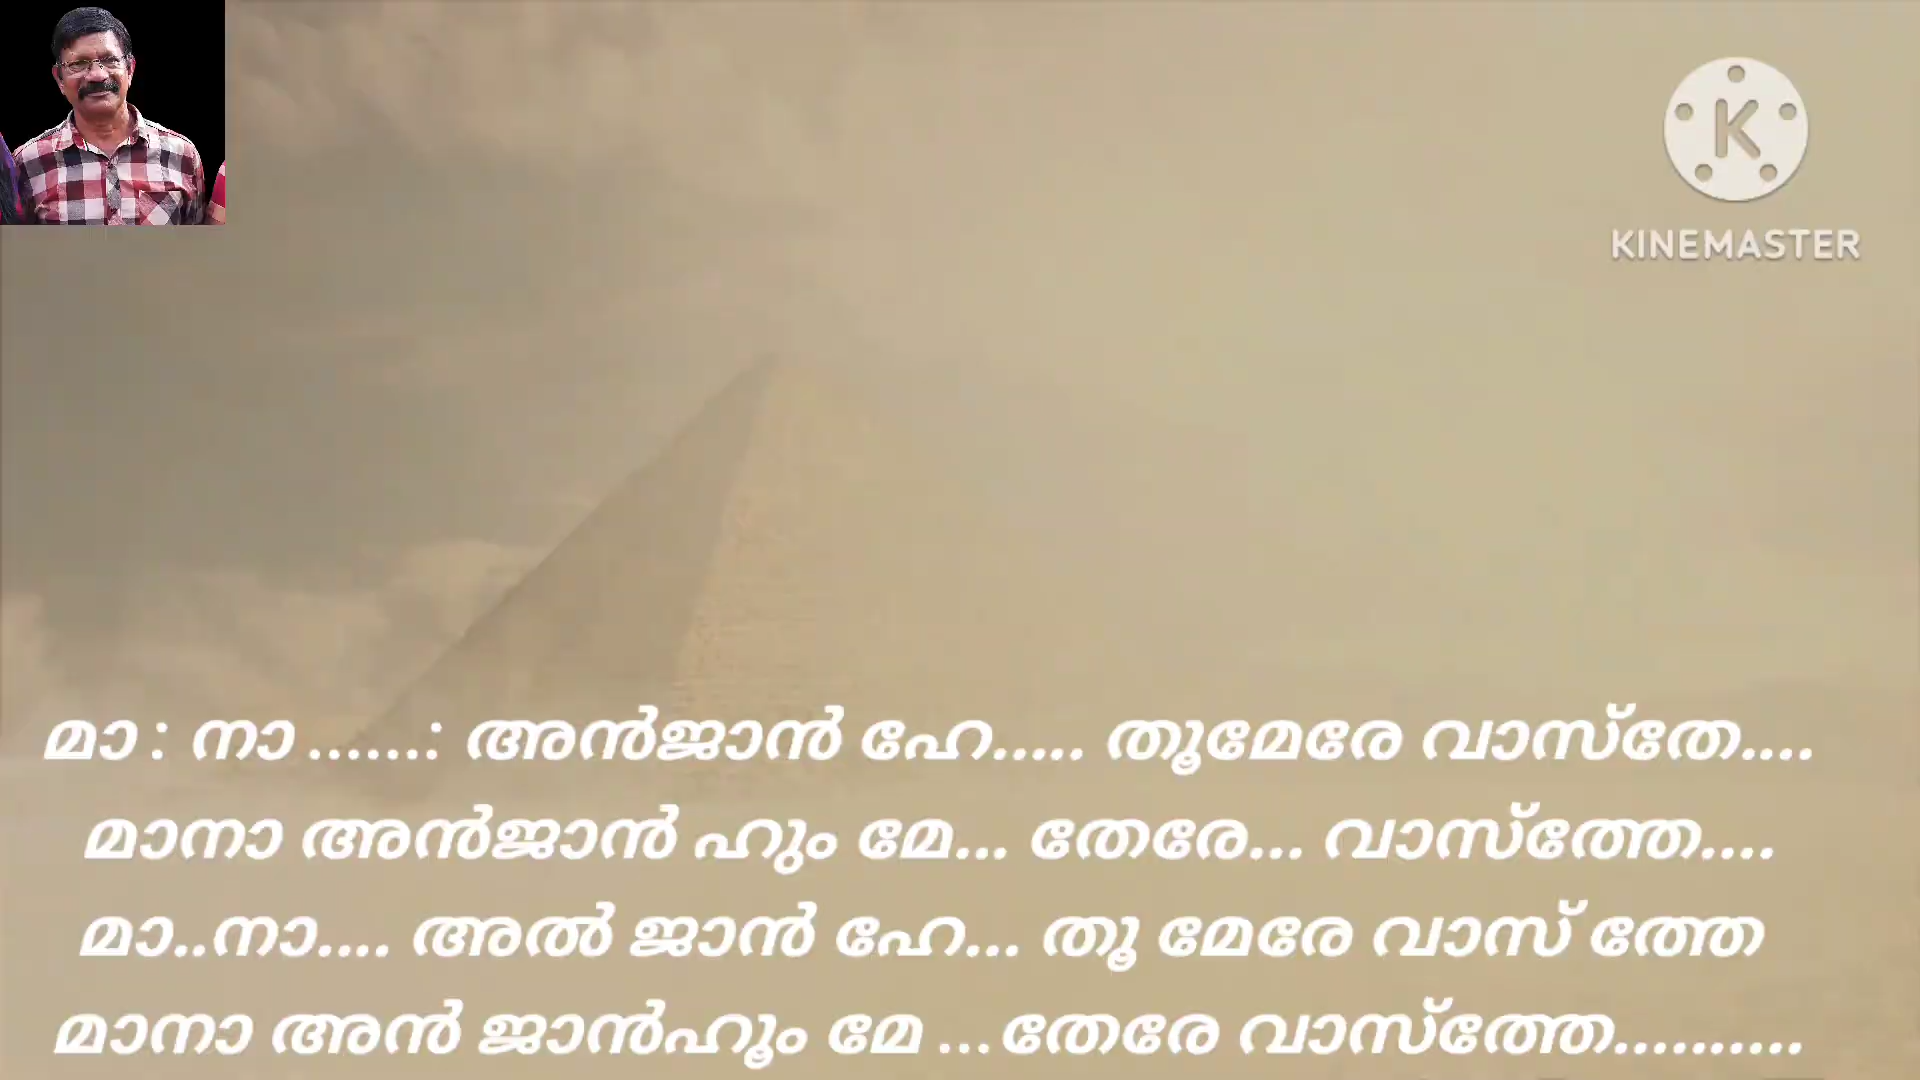 KINEMASTER
മാ : നാ ......: അൻജാൻ ഹേ..... തൂമേരേ വാസ്തേ....
മാനാ അൻജാൻ ഹും മേ... തേരേ... വാസ്ത്തേ....
മാ..നാ.... അൽ ജാൻ ഹേ... തൂ മേരേ വാസ് ത്തേ
മാനാ അൻ ജാൻഹൂം മേ ...തേരേ വാസ്ത്തേ..........